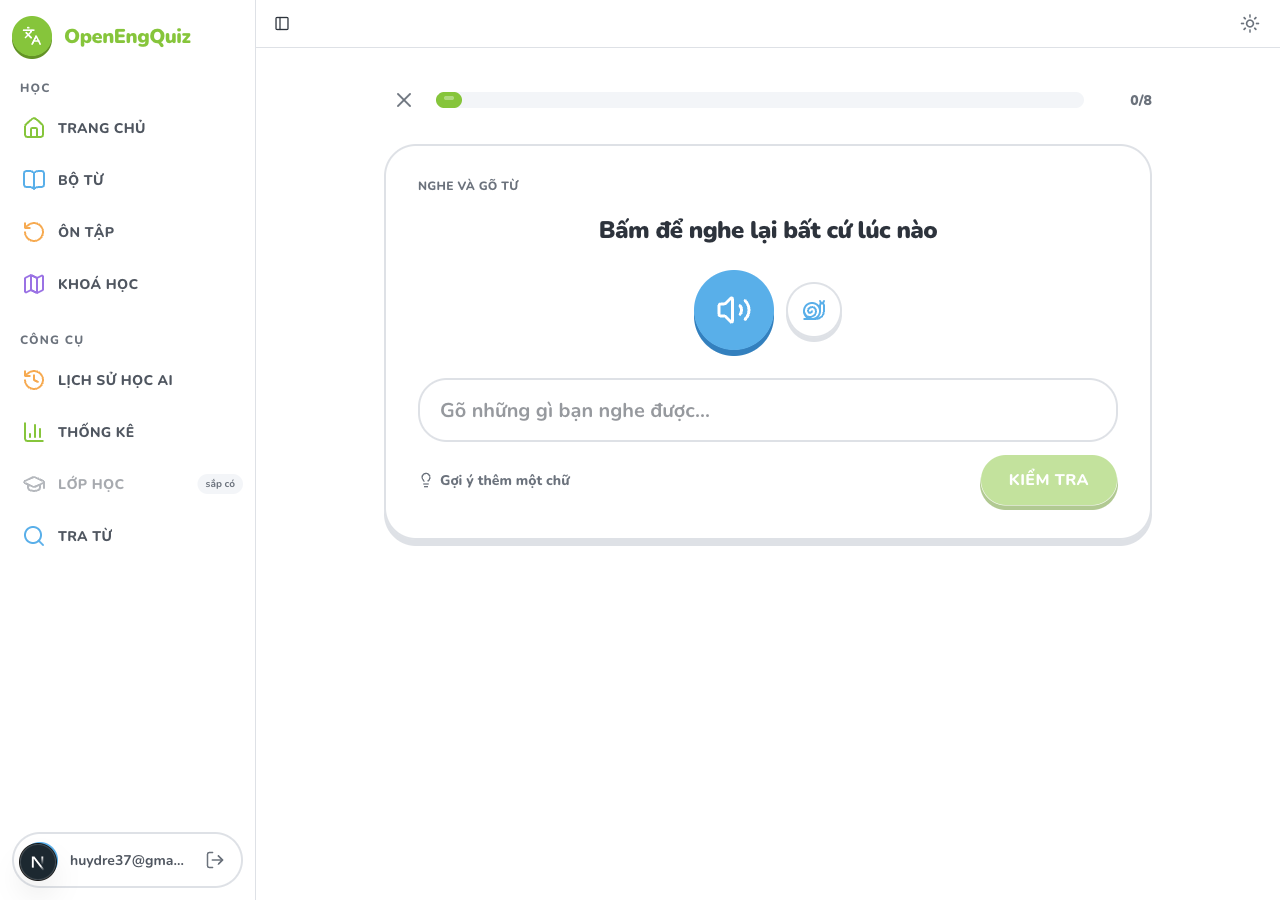 OpenEngQuiz
HỌC
TRANG CHỦ
BỘ TỪ
ÔN TẬP
KHOÁ HỌC
CÔNG CỤ
LỊCH SỬ HỌC AI
THỐNG KÊ
LỚP HỌC
sắp có
TRA TỪ
N
huydre37@gma...
0/8
NGHE VÀ GÕ TỪ
Bấm để nghe lại bất cứ lúc nào
Gõ những gì bạn nghe được...
Gợi ý thêm một chữ
KIỂM TRA